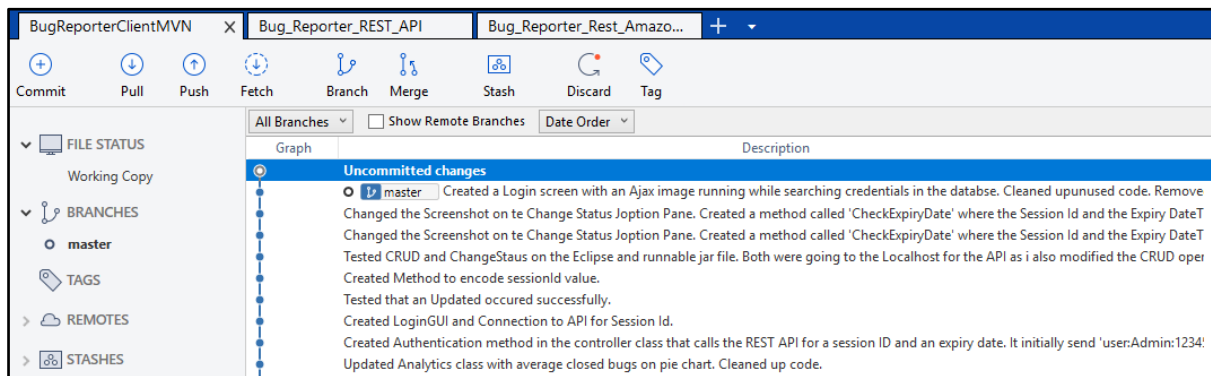 BugReporterClientMVN X Bug_Reporter_REST_API Bug_Reporter_Rest_Amazo... +
Commit Pull Push Fetch Branch Merge Stash Discard Tag
All Branches Show Remote Branches Date Order
FILE STATUS
Working Copy
BRANCHES
master
TAGS
REMOTES
STASHES
Graph Description
Uncommitted changes
master Created a Login screen with an Ajax image running while searching credentials in the databse. Cleaned upunused code. Remove
Changed the Screenshot on te Change Status Joption Pane. Created a method called 'CheckExpiryDate' where the Session Id and the Expiry DateT
Changed the Screenshot on te Change Status Joption Pane. Created a method called 'CheckExpiryDate' where the Session Id and the Expiry DateT
Tested CRUD and ChangeStaus on the Eclipse and runnable jar file. Both were going to the Localhost for the API as i also modified the CRUD oper
Created Method to encode sessionId value.
Tested that an Updated occured successfully.
Created LoginGUI and Connection to API for Session Id.
Created Authentication method in the controller class that calls the REST API for a session ID and an expiry date. It initially send 'user:Admin:1234
Updated Analytics class with average closed bugs on pie chart. Cleaned up code.